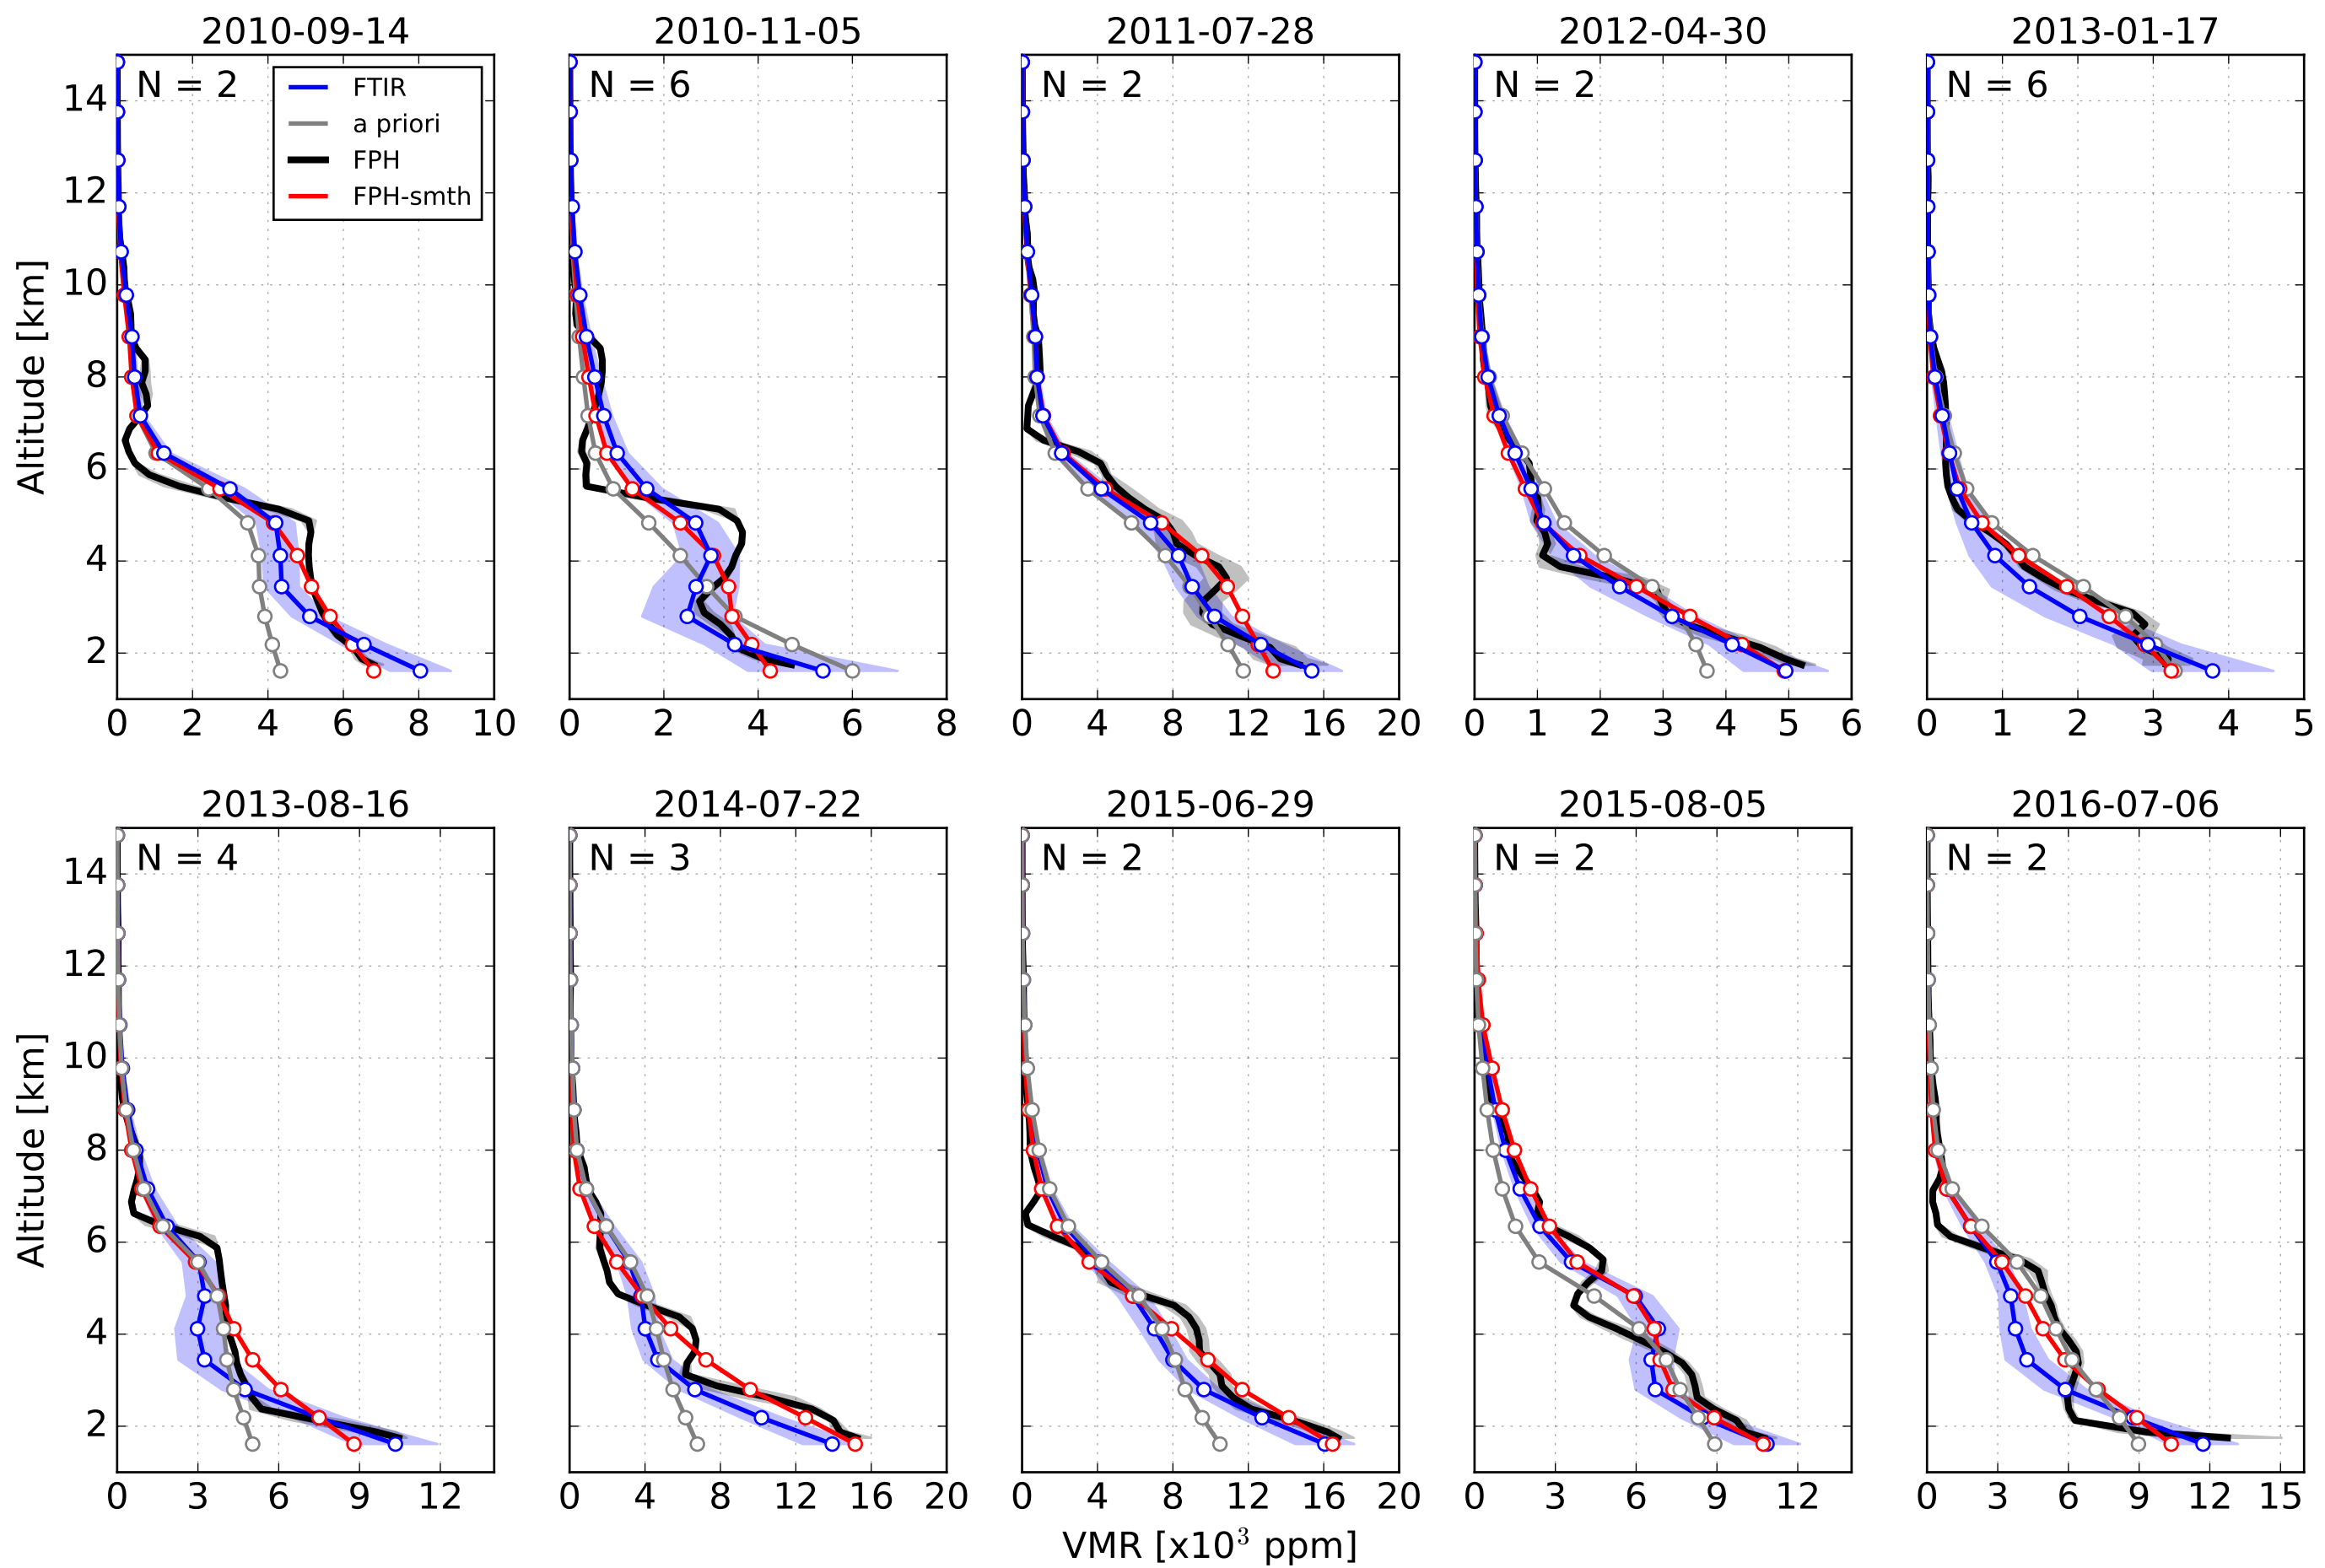 2010-09-14 2010-11-05 2011-07-28 2012-04-30 2013-01-17
N = 2 N = 6 N = 2 N = 2 N = 6
FTIR
a priori
FPH
FPH-smth
Altitude [km]
14
12
10
8
6
4
2
0 2 4 6 8 10 0 2 4 6 8 0 4 8 12 16 20 0 1 2 3 4 5 6 0 1 2 3 4 5
2013-08-16 2014-07-22 2015-06-29 2015-08-05 2016-07-06
N = 4 N = 3 N = 2 N = 2 N = 2
Altitude [km]
14
12
10
8
6
4
2
0 3 6 9 12 0 4 8 12 16 20 0 4 8 12 16 20 0 3 6 9 12 0 3 6 9 12 15
VMR [x10³ ppm]